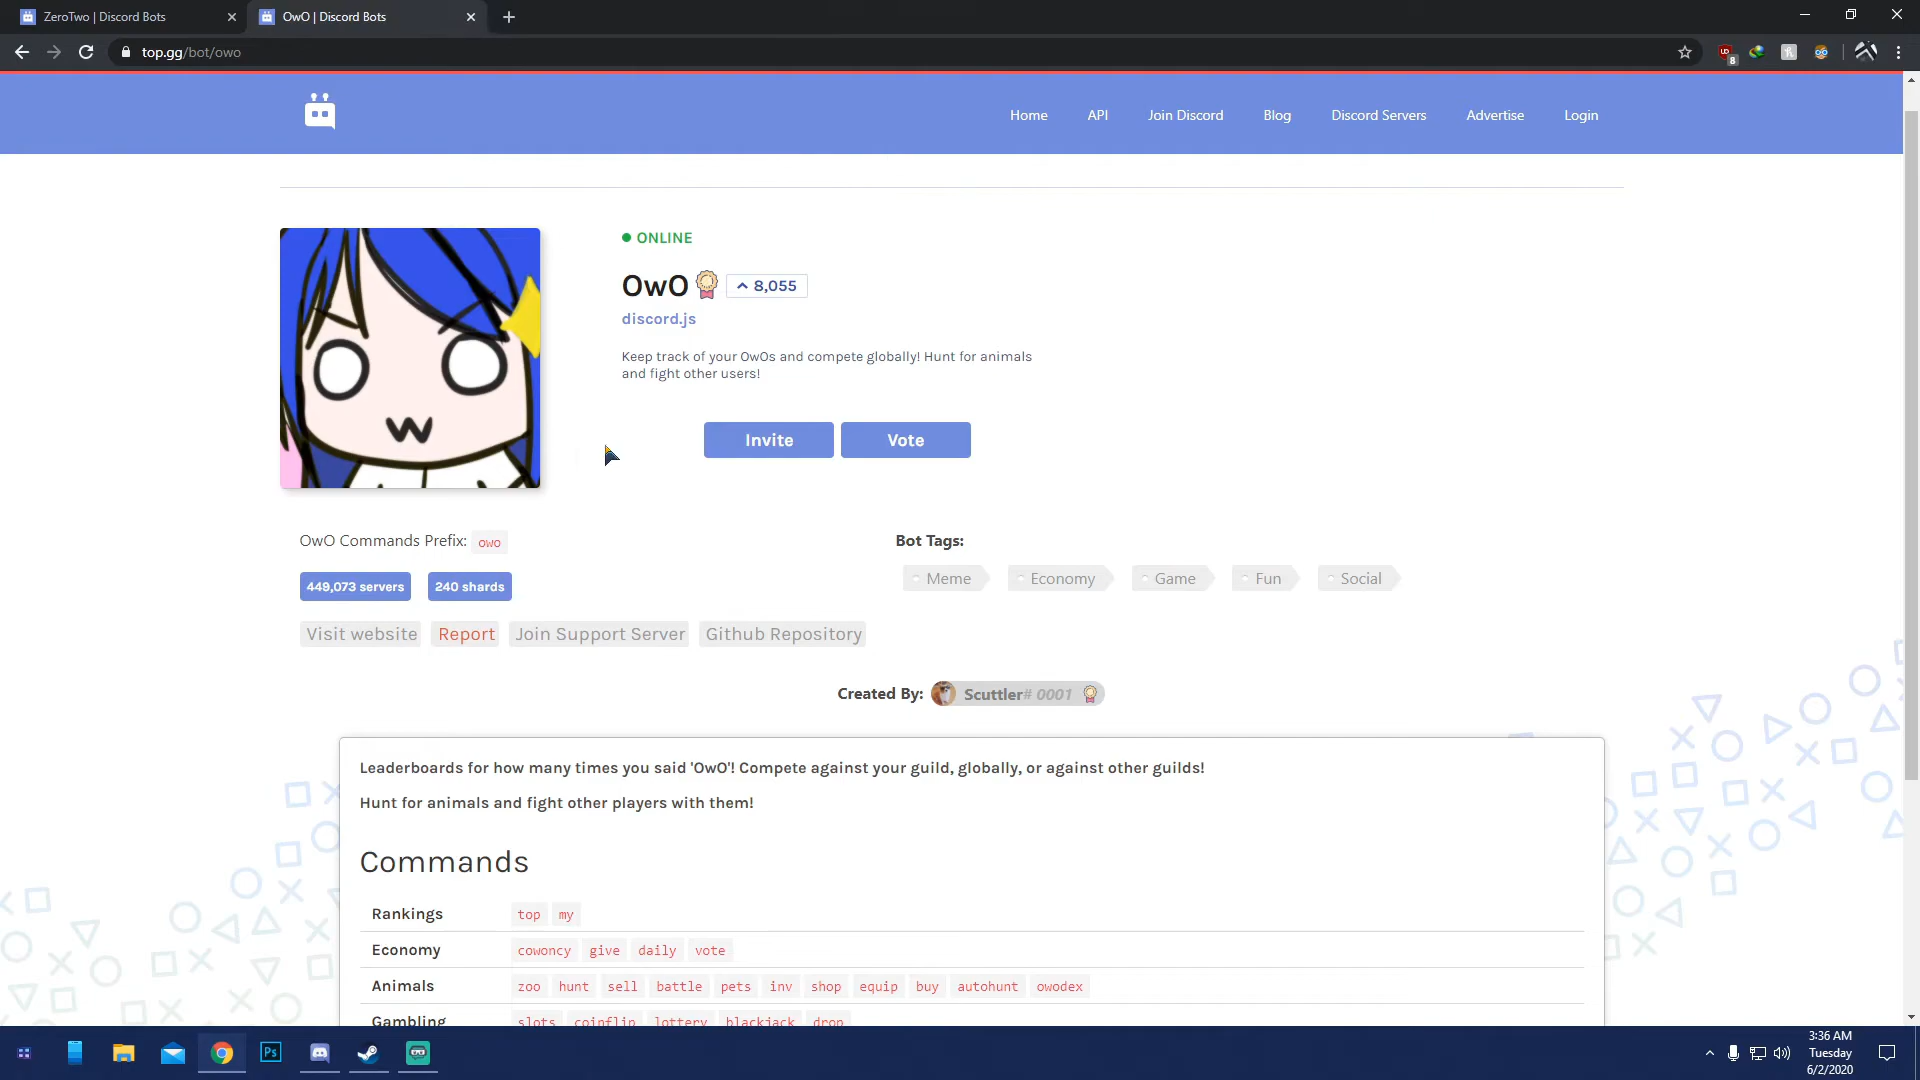 ZeroTwo | Discord Bots
OwO | Discord Bots
top.gg/bot/owo
8
Home
API
Join Discord
Blog
Discord Servers
Advertise
Login
ONLINE
OwO
8,055
discord.js
Keep track of your OwOs and compete globally! Hunt for animals
and fight other users!
Invite
Vote
OwO Commands Prefix: owo
449,073 servers
240 shards
Bot Tags:
Meme
Economy
Game
Fun
Social
Visit website
Report
Join Support Server
Github Repository
Created By: Scuttler# 0001
Leaderboards for how many times you said 'OwO'! Compete against your guild, globally, or against other guilds!
Hunt for animals and fight other players with them!
Commands
Rankings top my
Economy cowoncy give daily vote
Animals zoo hunt sell battle pets inv shop equip buy autohunt owodex
Gambling slots coinflip lottery blackjack drop
Ps
3:36 AM
Tuesday
6/2/2020